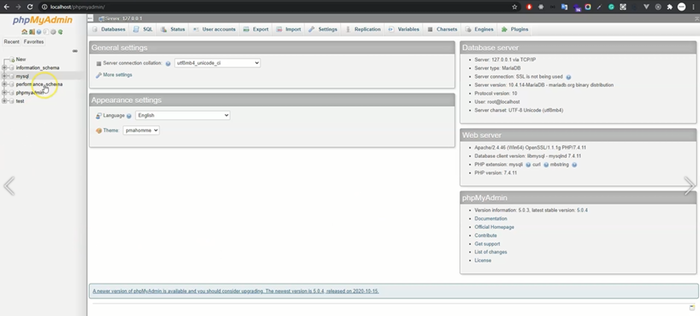 localhost/phpmyadmin/
phpMyAdmin
Server: 127.0.0.1
Databases SQL Status User accounts Export Import Settings Replication Variables Charsets Engines Plugins
Recent Favorites
New
information_schema
mysql
performance_schema
phpmyadmin
test
General settings
Server connection collation: utf8mb4_unicode_ci
More settings
Appearance settings
Language English
Theme pmahomme
Database server
Server: 127.0.0.1 via TCP/IP
Server type: MariaDB
Server connection: SSL is not being used
Server version: 10.4.14-MariaDB - mariadb.org binary distribution
Protocol version: 10
User: root@localhost
Server charset: UTF-8 Unicode (utf8mb4)
Web server
Apache/2.4.46 (Win64) OpenSSL/1.1.1g PHP/7.4.11
Database client version: libmysql - mysqlnd 7.4.11
PHP extension: mysqli curl mbstring
PHP version: 7.4.11
phpMyAdmin
Version information: 5.0.3, latest stable version: 5.0.4
Documentation
Official Homepage
Contribute
Get support
List of changes
License
A newer version of phpMyAdmin is available and you should consider upgrading. The newest version is 5.0.4, released on 2020-10-15.